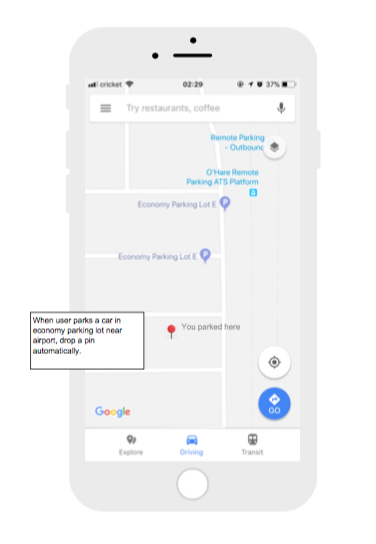 cricket 02:29 37%
Try restaurants, coffee
Remote Parking
- Outbound
O'Hare Remote
Parking ATS Platform
Economy Parking Lot E P
Economy Parking Lot E P
When user parks a car in
economy parking lot near
airport, drop a pin
automatically.
You parked here
GO
Google
Explore Driving Transit